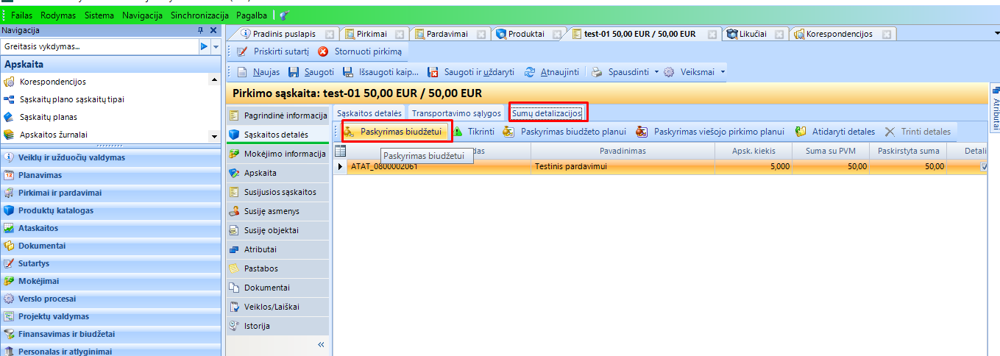 Failas Rodymas Sistema Navigacija Sinchronizacija Pagalba
Navigacija
Greitasis vykdymas...
Apskaita
Korespondencijos
Sąskaitų plano sąskaitų tipai
Sąskaitų planas
Apskaitos žurnalai
Veiklų ir užduočių valdymas
Planavimas
Pirkimai ir pardavimai
Produktų katalogas
Ataskaitos
Dokumentai
Sutartys
Mokėjimai
Verslo procesai
Projektų valdymas
Finansavimas ir biudžetai
Personalas ir atlyginimai
Pradinis puslapis Pirkimai Pardavimai Produktai test-01 50,00 EUR / 50,00 EUR Likučiai Korespondencijos
Priskirti sutartį Stornuoti pirkimą
Naujas Saugoti Išsaugoti kaip... Saugoti ir uždaryti Atnaujinti Spausdinti Veiksmai
Pirkimo sąskaita: test-01 50,00 EUR / 50,00 EUR
Pagrindinė informacija
Sąskaitos detalės
Mokėjimo informacija
Apskaita
Susijusios sąskaitos
Susiję asmenys
Susiję objektai
Atributai
Pastabos
Dokumentai
Veiklos/Laiškai
Istorija
«
Sąskaitos detalės Transportavimo sąlygos Sumų detalizacijos
Paskyrimas biudžetui Tikrinti Paskyrimas biudžeto planui Paskyrimas viešojo pirkimo planui Atidaryti detales Trinti detales
Paskyrimas biudžetui
Pavadinimas Apsk. kiekis Suma su PVM Paskirstyta suma Detali
ATAT_0800002061 Testinis pardavimui 5,000 50,00 50,00
Atributai